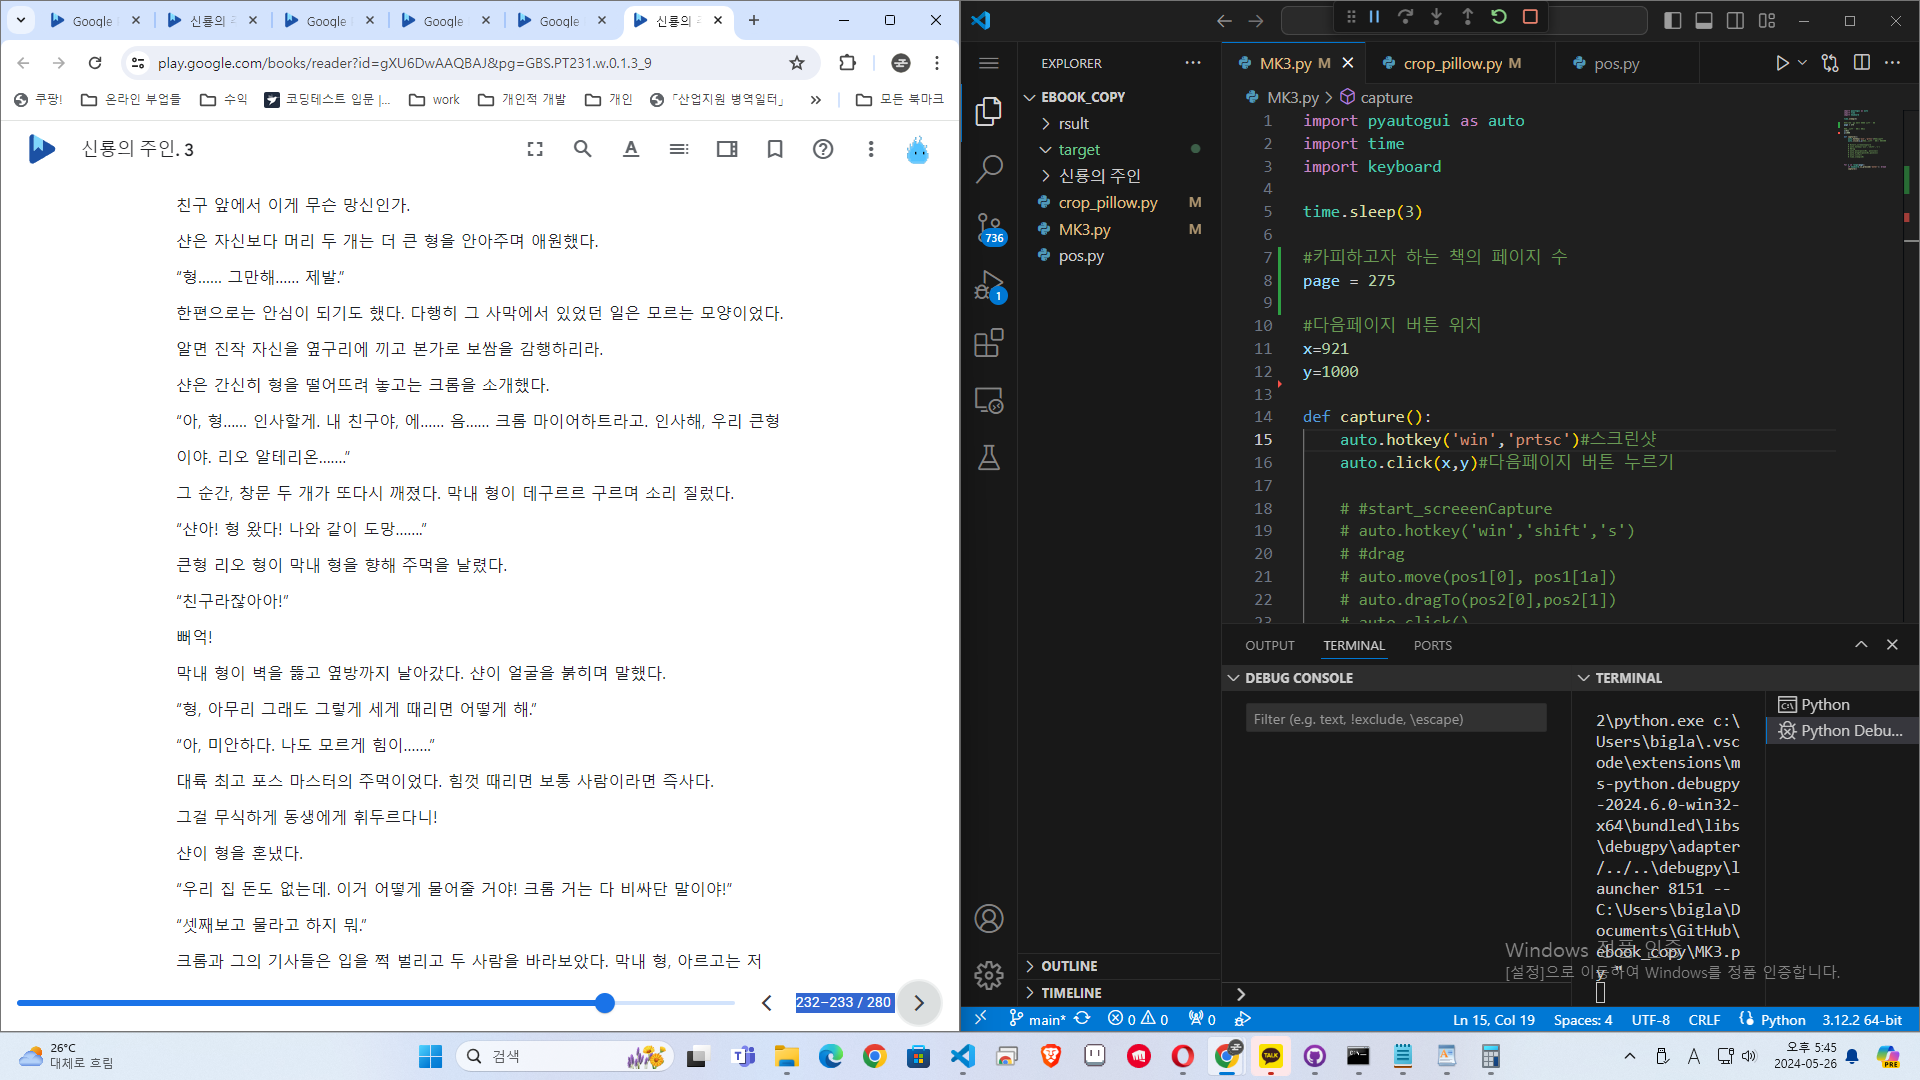 Google
신룡의 주
Google
Google
Google
신룡의 주
play.google.com/books/reader?id=gXU6DwAAQBAJ&pg=GBS.PT231.w.0.1.3_9
쿠팡!
온라인 부업들
수익
코딩테스트 입문 |...
work
개인적 개발
개인
「산업지원 병역일터」
»
모든 북마크
신룡의 주인. 3
친구 앞에서 이게 무슨 망신인가.
샨은 자신보다 머리 두 개는 더 큰 형을 안아주며 애원했다.
“형...... 그만해...... 제발.”
한편으로는 안심이 되기도 했다. 다행히 그 사막에서 있었던 일은 모르는 모양이었다.
알면 진작 자신을 옆구리에 끼고 본가로 보쌈을 감행하리라.
샨은 간신히 형을 떨어뜨려 놓고는 크롬을 소개했다.
“아, 형...... 인사할게. 내 친구야, 에...... 음...... 크롬 마이어하트라고. 인사해, 우리 큰형
이야. 리오 알테리온.......”
그 순간, 창문 두 개가 또다시 깨졌다. 막내 형이 데구르르 구르며 소리 질렀다.
“샨아! 형 왔다! 나와 같이 도망.......”
큰형 리오 형이 막내 형을 향해 주먹을 날렸다.
“친구라잖아아!”
뻐억!
막내 형이 벽을 뚫고 옆방까지 날아갔다. 샨이 얼굴을 붉히며 말했다.
“형, 아무리 그래도 그렇게 세게 때리면 어떻게 해.”
“아, 미안하다. 나도 모르게 힘이.......”
대륙 최고 포스 마스터의 주먹이었다. 힘껏 때리면 보통 사람이라면 즉사다.
그걸 무식하게 동생에게 휘두르다니!
샨이 형을 혼냈다.
“우리 집 돈도 없는데. 이거 어떻게 물어줄 거야! 크롬 거는 다 비싸단 말이야!”
“셋째보고 물라고 하지 뭐.”
크롬과 그의 기사들은 입을 쩍 벌리고 두 사람을 바라보았다. 막내 형, 아르고는 저
232–233 / 280
EXPLORER
EBOOK_COPY
rsult
target
신룡의 주인
crop_pillow.py M
MK3.py M
pos.py
736
1
OUTLINE
TIMELINE
MK3.py M
crop_pillow.py M
pos.py
MK3.py > capture
1 import pyautogui as auto
2 import time
3 import keyboard
4
5 time.sleep(3)
6
7 #카피하고자 하는 책의 페이지 수
8 page = 275
9
10 #다음페이지 버튼 위치
11 x=921
12 y=1000
13
14 def capture():
15 auto.hotkey('win','prtsc')#스크린샷
16 auto.click(x,y)#다음페이지 버튼 누르기
17
18 # #start_screeenCapture
19 # auto.hotkey('win','shift','s')
20 # #drag
21 # auto.move(pos1[0], pos1[1a])
22 # auto.dragTo(pos2[0],pos2[1])
23 # auto.click()
OUTPUT
TERMINAL
PORTS
DEBUG CONSOLE
Filter (e.g. text, !exclude, \escape)
TERMINAL
2\python.exe c:\
Users\bigla\.vsc
ode\extensions\m
s-python.debugpy
-2024.6.0-win32-
x64\bundled\libs
\debugpy\adapter
/../..\debugpy\l
auncher 8151 --
C:\Users\bigla\D
ocuments\GitHub\
ebook_copy\MK3.p
y "
Python
Python Debu...
Windows 정품 인증
[설정]으로 이동하여 Windows를 정품 인증합니다.
main*
0
0
0
Ln 15, Col 19
Spaces: 4
UTF-8
CRLF
Python
3.12.2 64-bit
26°C
대체로 흐림
검색
TALK
A
오후 5:45
2024-05-26
PRE